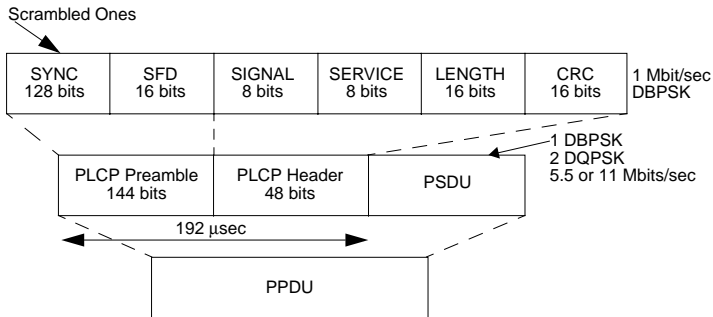 Scrambled Ones
SYNC
128 bits
SFD
16 bits
SIGNAL
8 bits
SERVICE
8 bits
LENGTH
16 bits
CRC
16 bits
1 Mbit/sec
DBPSK
PLCP Preamble
144 bits
PLCP Header
48 bits
PSDU
1 DBPSK
2 DQPSK
5.5 or 11 Mbits/sec
192 μsec
PPDU